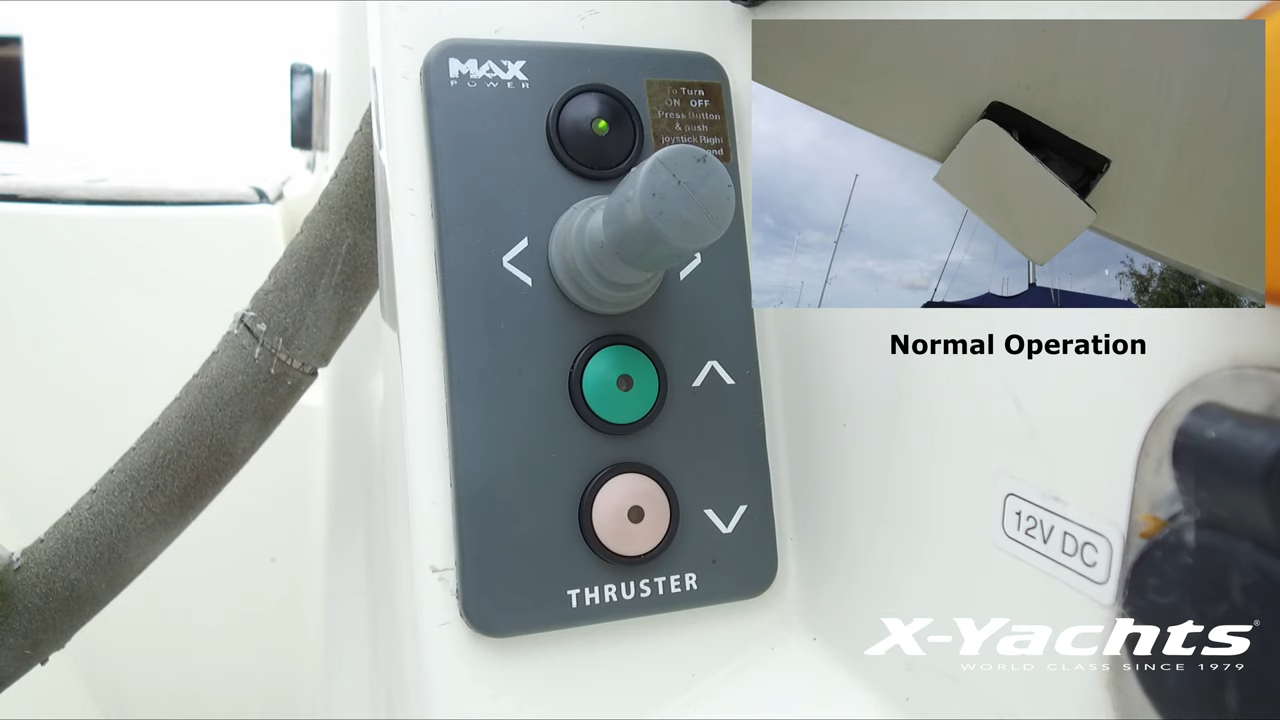 MAX
POWER
To Turn
ON OFF
Press Button
& push
joystick Right
Normal Operation
12V DC
THRUSTER
X-Yachts®
WORLD CLASS SINCE 1979